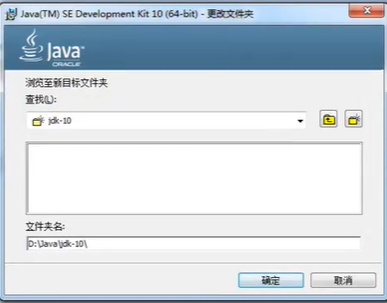 Java(TM) SE Development Kit 10 (64-bit) - 更改文件夹
Java™
ORACLE
浏览至新目标文件夹
查找(L):
jdk-10
文件夹名:
D:\Java\jdk-10\
确定
取消